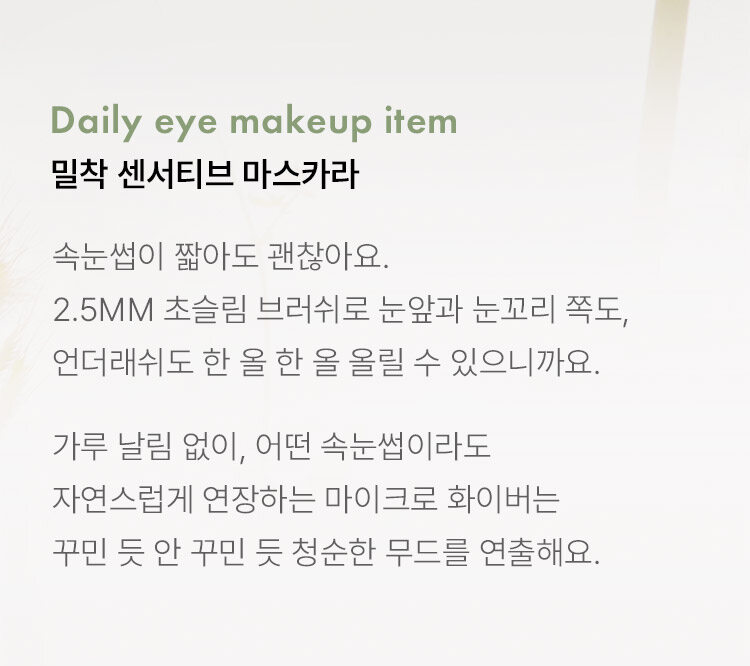 Daily eye makeup item
밀착 센서티브 마스카라
속눈썹이 짧아도 괜찮아요.
2.5MM 초슬림 브러쉬로 눈앞과 눈꼬리 쪽도,
언더래쉬도 한 올 한 올 올릴 수 있으니까요.
가루 날림 없이, 어떤 속눈썹이라도
자연스럽게 연장하는 마이크로 화이버는
꾸민 듯 안 꾸민 듯 청순한 무드를 연출해요.